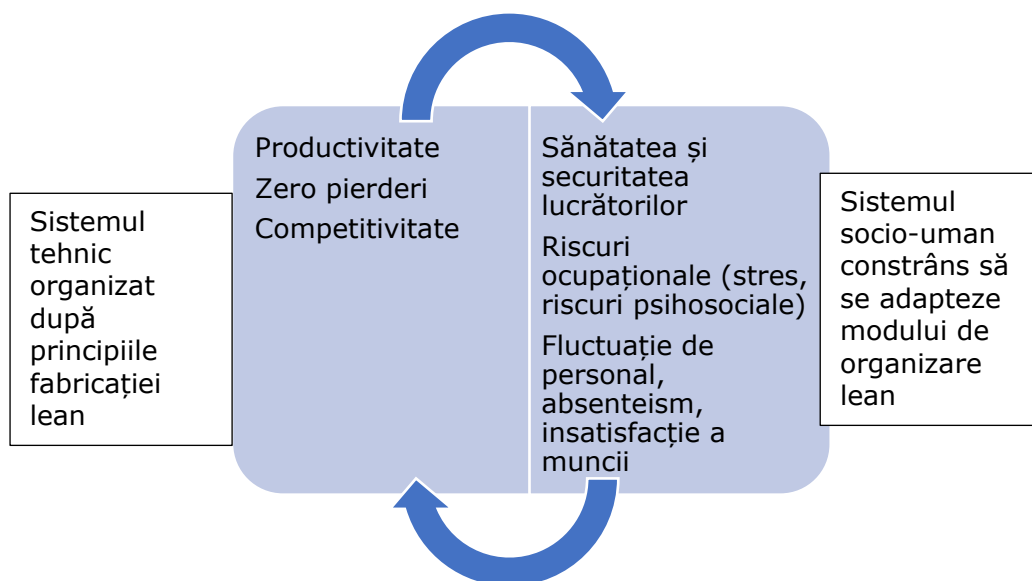 Sistemul
tehnic
organizat
după
principiile
fabricației
lean
Productivitate
Zero pierderi
Competitivitate
Sănătatea și
securitatea
lucrătorilor
Riscuri
ocupaționale (stres,
riscuri psihosociale)
Fluctuație de
personal,
absenteism,
insatisfacție a
muncii
Sistemul
socio-uman
constrâns să
se adapteze
modului de
organizare
lean